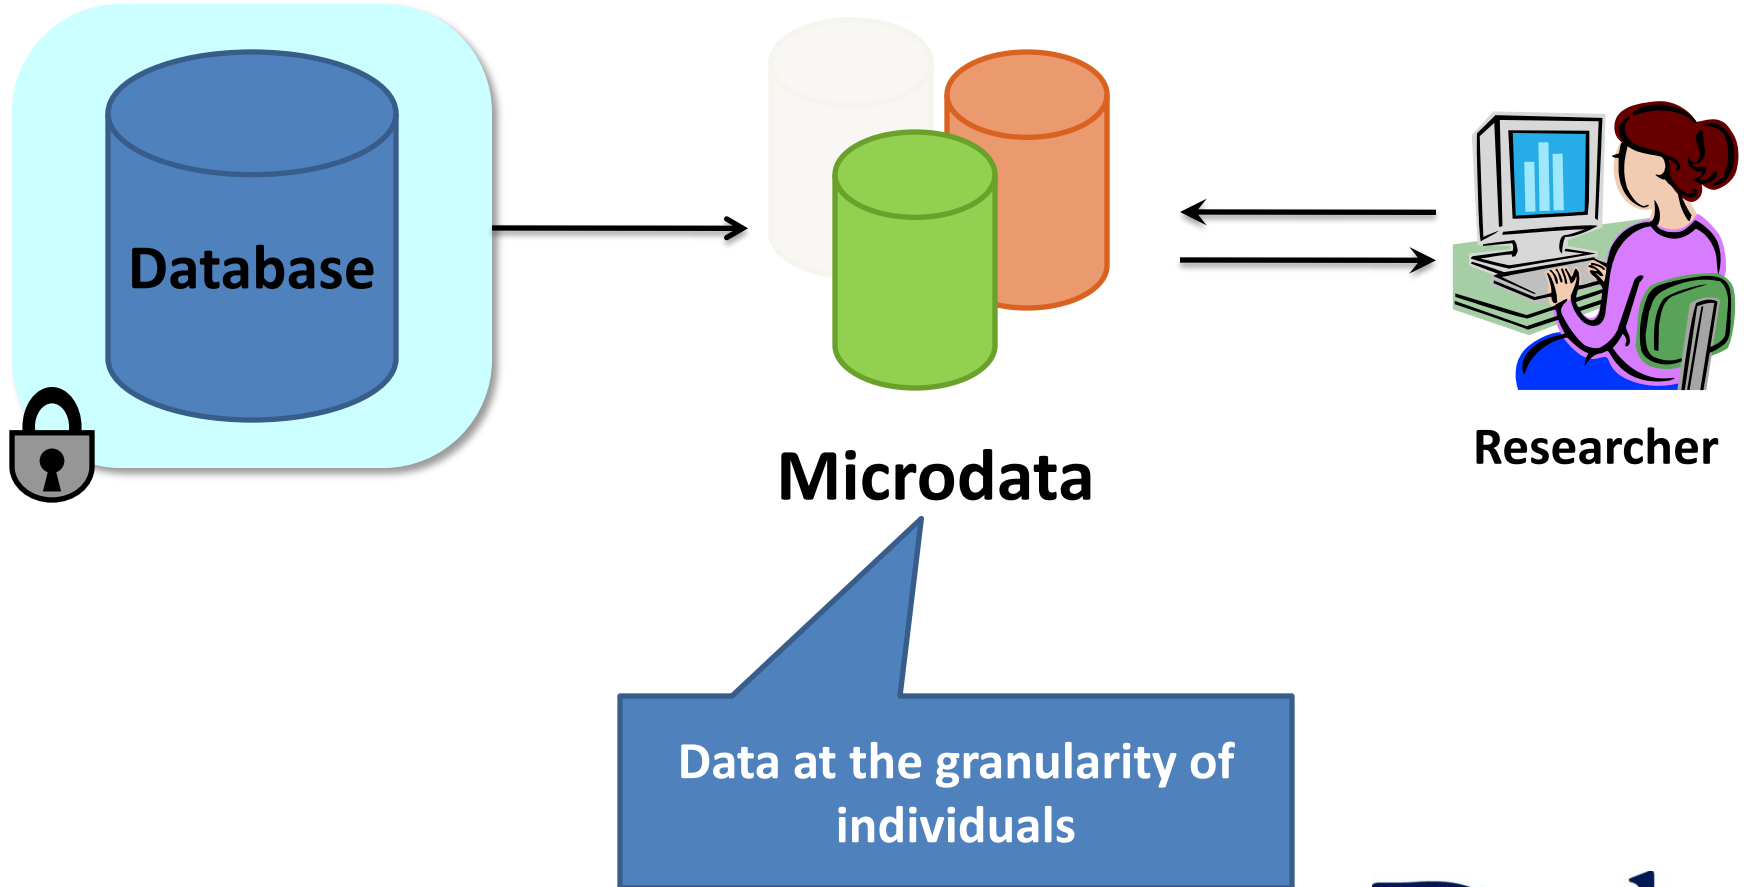 Database
Microdata
Researcher
Data at the granularity of
individuals